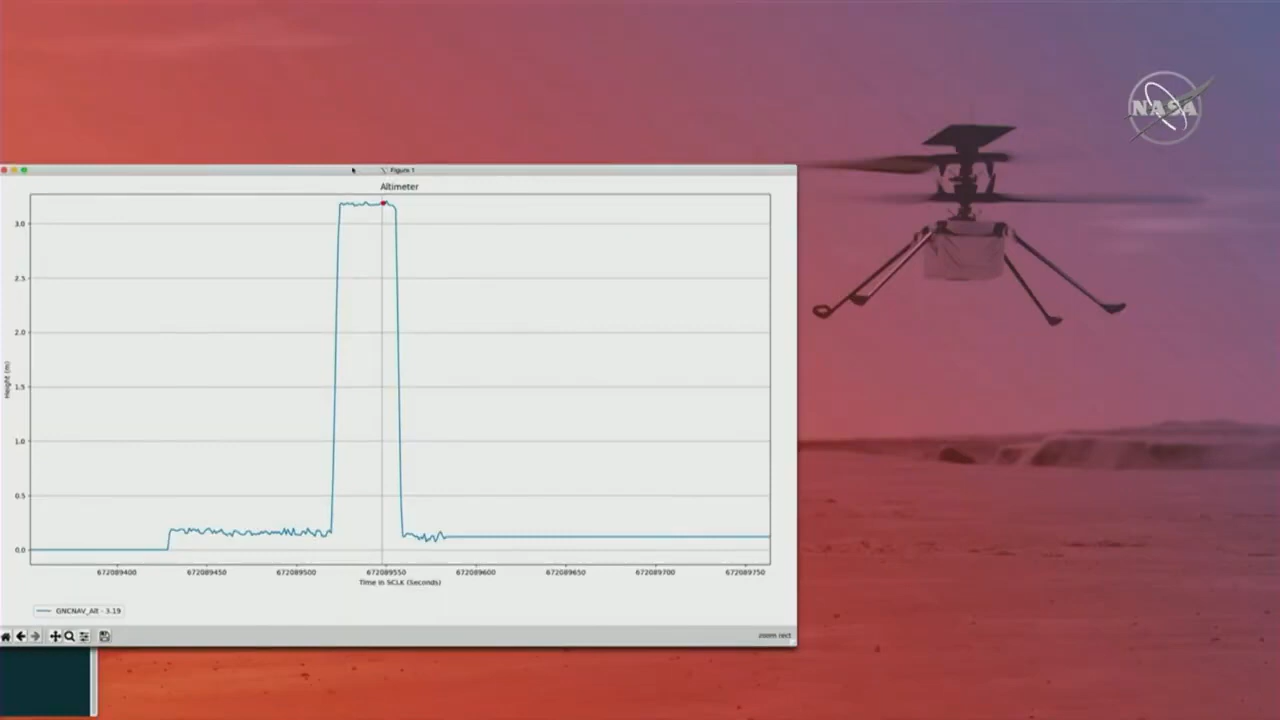 NASA
Figure 1
Altimeter
3.0
2.5
2.0
1.5
1.0
0.5
0.0
Height (m)
672089400 672089450 672089500 672089550 672089600 672089650 672089700 672089750
Time in SCLK (Seconds)
GNCNAV_Alt - 3.19
zoom rect